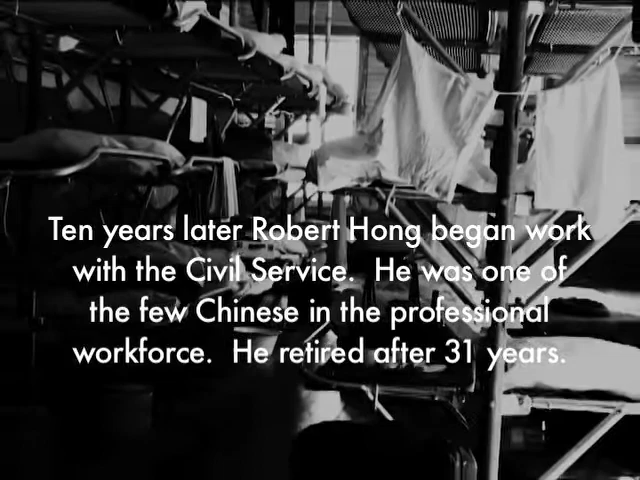 Ten years later Robert Hong began work
with the Civil Service.  He was one of
the few Chinese in the professional
workforce.  He retired after 31 years.